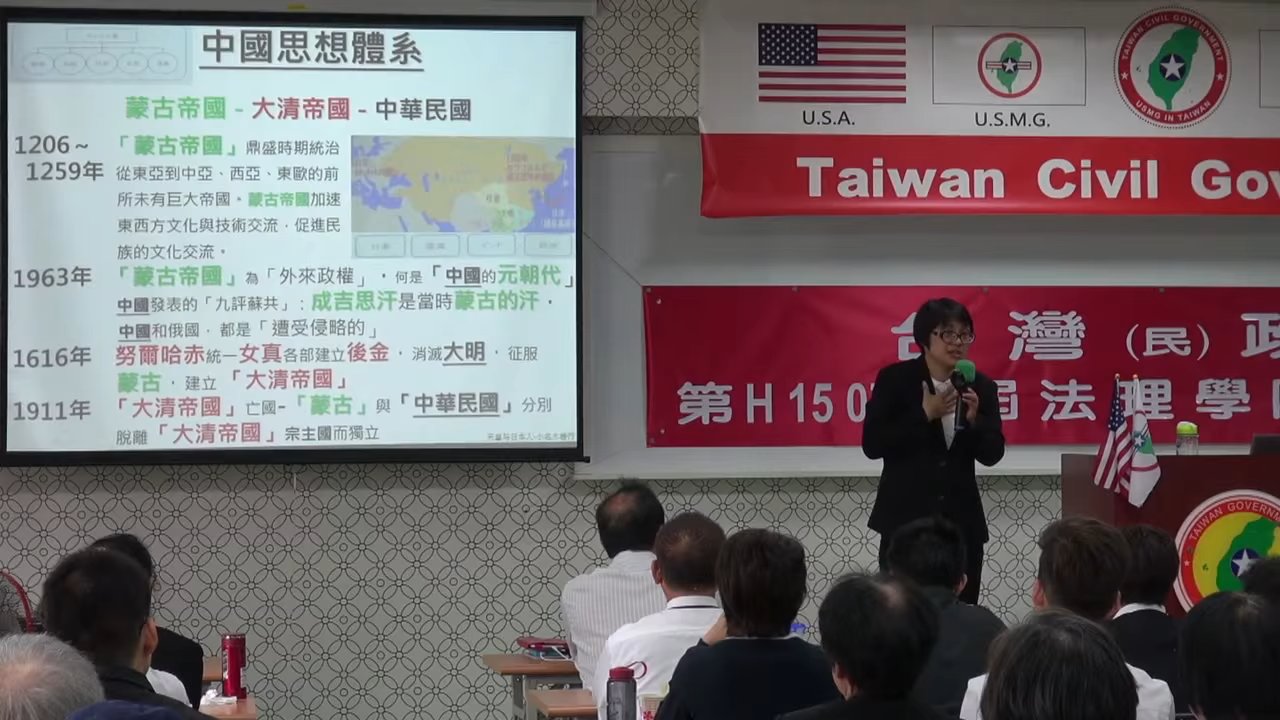 中國思想體系
蒙古帝國 - 大清帝國 - 中華民國
1206～
1259年
「蒙古帝國」鼎盛時期統治
從東亞到中亞、西亞、東歐的前
所未有巨大帝國。蒙古帝國加速
東西方文化與技術交流，促進民
族的文化交流。
1963年
「蒙古帝國」為「外來政權」，何是「中國的元朝代」
中國發表的「九評蘇共」：成吉思汗是當時蒙古的汗，
中國和俄國，都是「遭受侵略的」
1616年
努爾哈赤統一女真各部建立後金，消滅大明，征服
蒙古，建立「大清帝國」
1911年
「大清帝國」亡國-「蒙古」與「中華民國」分別
脫離「大清帝國」宗主國而獨立
U.S.A.
U.S.M.G.
TAIWAN CIVIL GOVERNMENT
USMG IN TAIWAN
Taiwan Civil Gov
台灣（民）政
第H150
屆法理學
TAIWAN GOVERN